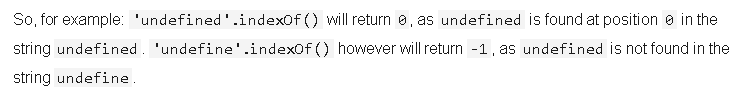 So, for example: 'undefined'.indexOf() will return 0, as undefined is found at position 0 in the
string undefined. 'undefine'.indexOf() however will return -1, as undefined is not found in the
string undefine.